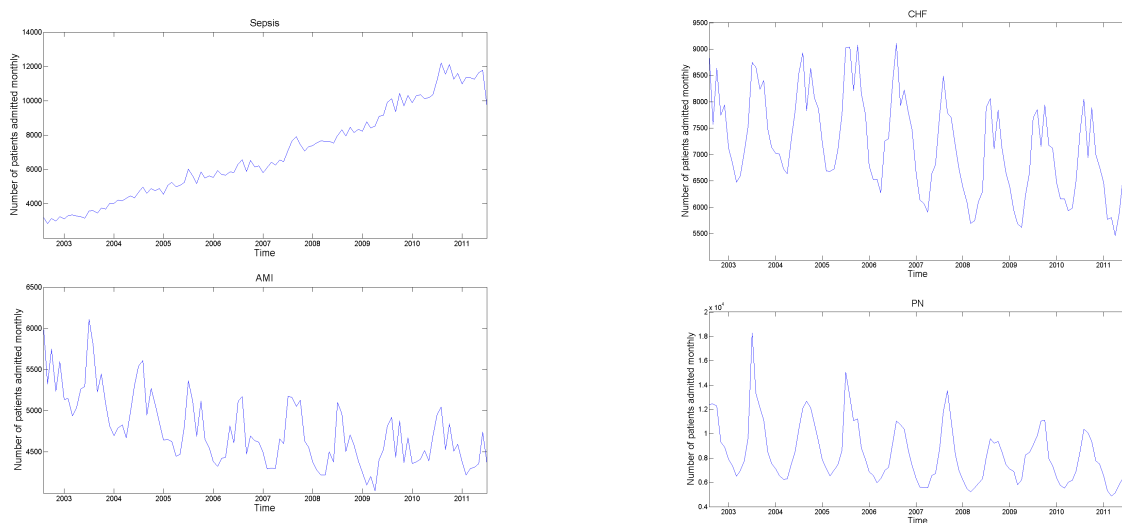 Sepsis
Number of patients admitted monthly
14000
12000
10000
8000
6000
4000
2003 2004 2005 2006 2007 2008 2009 2010 2011
Time
AMI
Number of patients admitted monthly
6500
6000
5500
5000
4500
2003 2004 2005 2006 2007 2008 2009 2010 2011
Time
CHF
Number of patients admitted monthly
9500
9000
8500
8000
7500
7000
6500
6000
5500
2003 2004 2005 2006 2007 2008 2009 2010 2011
Time
PN
Number of patients admitted monthly
x 10⁴
2
1.8
1.6
1.4
1.2
1
0.8
0.6
0.4
2003 2004 2005 2006 2007 2008 2009 2010 2011
Time